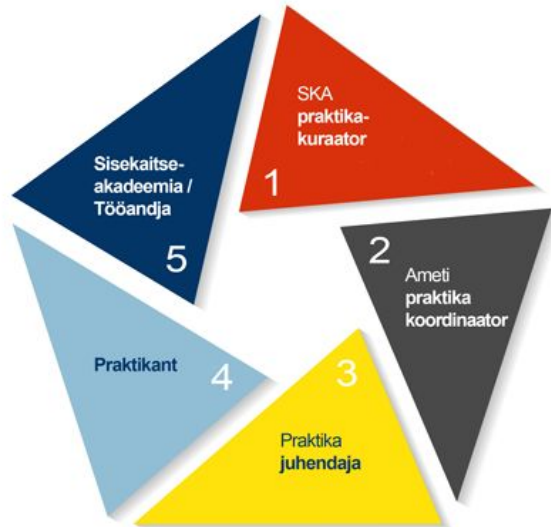 SKA
praktika-
kuraator
1
2
Ameti
praktika
koordinaator
3
Praktika
juhendaja
Praktikant
4
Sisekaitse-
akadeemia /
Tööandja
5